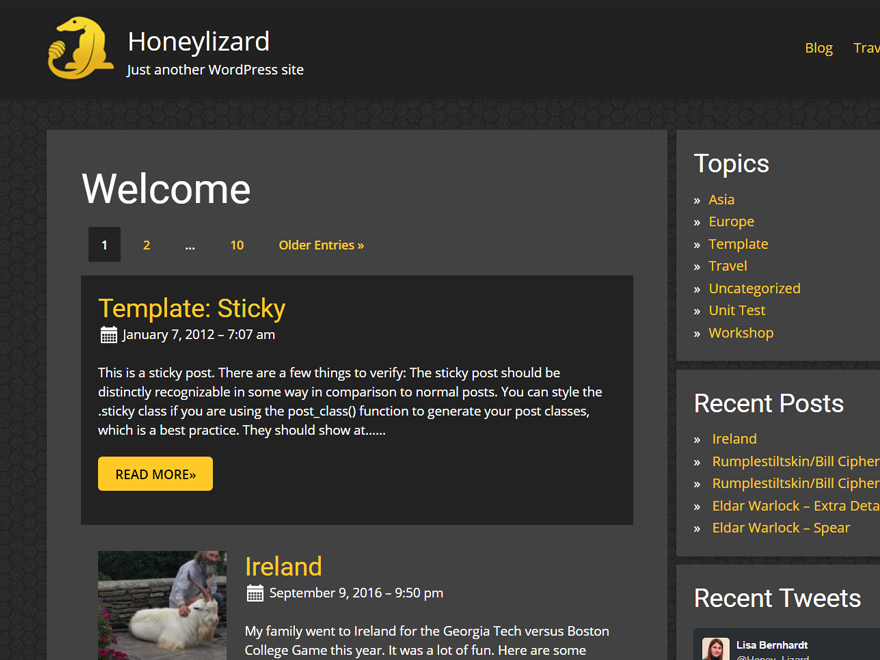 Honeylizard
Just another WordPress site
Blog
Welcome
1 2 ... 10 Older Entries »
Template: Sticky
January 7, 2012 – 7:07 am
This is a sticky post. There are a few things to verify: The sticky post should be
distinctly recognizable in some way in comparison to normal posts. You can style the
.sticky class if you are using the post_class() function to generate your post classes,
which is a best practice. They should show at......
READ MORE»
Ireland
September 9, 2016 – 9:50 pm
My family went to Ireland for the Georgia Tech versus Boston
College Game this year. It was a lot of fun. Here are some
Topics
» Asia
» Europe
» Template
» Travel
» Uncategorized
» Unit Test
» Workshop
Recent Posts
» Ireland
» Rumplestiltskin/Bill Cipher
» Rumplestiltskin/Bill Cipher
» Eldar Warlock – Extra Deta
» Eldar Warlock – Spear
Recent Tweets
Lisa Bernhardt
@Honey_Lizard